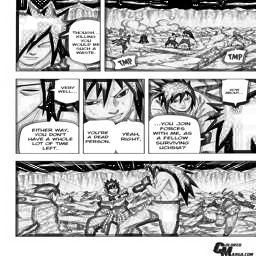 THOUGH...
KILLING
YOU
WOULD BE
SUCH A
WASTE.
TMP
TMP
VERY
WELL...
EITHER WAY,
YOU DON'T
HAVE A WHOLE
LOT OF TIME
LEFT.
YOU'RE
A DEAD
PERSON.
YEAH,
RIGHT.
HOW
ABOUT...
...YOU JOIN
FORCES
WITH ME, AS
A FELLOW
SURVIVING
UCHIHA?
COLORED
MANGA.COM